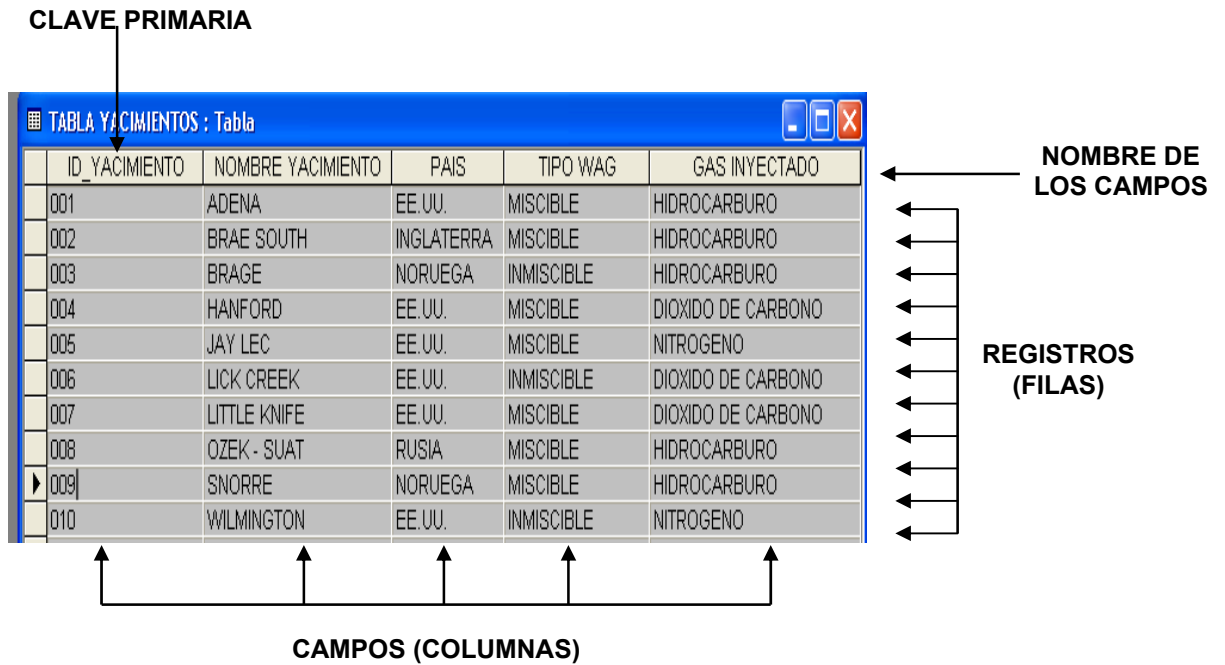 CLAVE PRIMARIA
TABLA YACIMIENTOS : Tabla
ID_YACIMIENTO NOMBRE YACIMIENTO PAIS TIPO WAG GAS INYECTADO
001 ADENA EE.UU. MISCIBLE HIDROCARBURO
002 BRAE SOUTH INGLATERRA MISCIBLE HIDROCARBURO
003 BRAGE NORUEGA INMISCIBLE HIDROCARBURO
004 HANFORD EE.UU. MISCIBLE DIOXIDO DE CARBONO
005 JAY LEC EE.UU. MISCIBLE NITROGENO
006 LICK CREEK EE.UU. INMISCIBLE DIOXIDO DE CARBONO
007 LITTLE KNIFE EE.UU. MISCIBLE DIOXIDO DE CARBONO
008 OZEK - SUAT RUSIA MISCIBLE HIDROCARBURO
009 SNORRE NORUEGA MISCIBLE HIDROCARBURO
010 WILMINGTON EE.UU. INMISCIBLE NITROGENO
NOMBRE DE
LOS CAMPOS
REGISTROS
(FILAS)
CAMPOS (COLUMNAS)